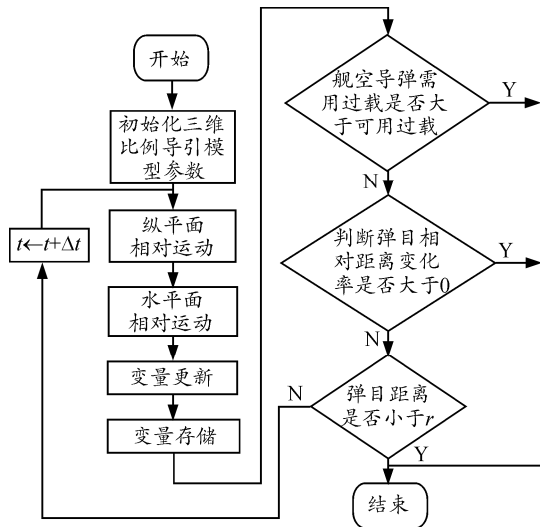 开始
初始化三维
比例导引模
型参数
t←t+Δt
纵平面
相对运动
水平面
相对运动
变量更新
变量存储
舰空导弹需
用过载是否大
于可用过载
Y
N
判断弹目相
对距离变化
率是否大于0
Y
N
弹目距离
是否小于r
N
Y
结束